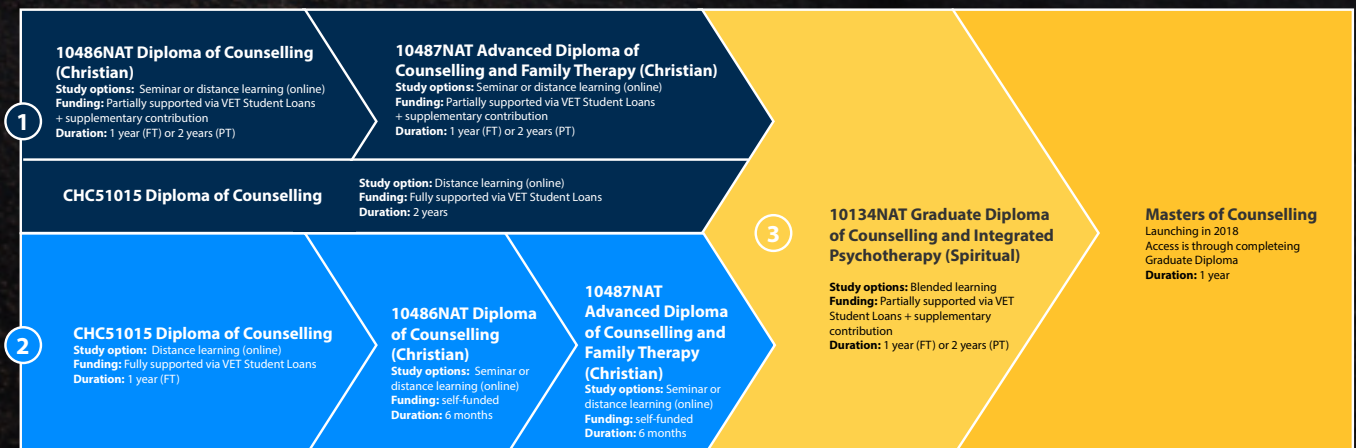 1
10486NAT Diploma of Counselling
(Christian)
Study options: Seminar or distance learning (online)
Funding: Partially supported via VET Student Loans
+ supplementary contribution
Duration: 1 year (FT) or 2 years (PT)
10487NAT Advanced Diploma of
Counselling and Family Therapy (Christian)
Study options: Seminar or distance learning (online)
Funding: Partially supported via VET Student Loans
+ supplementary contribution
Duration: 1 year (FT) or 2 years (PT)
CHC51015 Diploma of Counselling
Study option: Distance learning (online)
Funding: Fully supported via VET Student Loans
Duration: 2 years
2
CHC51015 Diploma of Counselling
Study option: Distance learning (online)
Funding: Fully supported via VET Student Loans
Duration: 1 year (FT)
10486NAT Diploma
of Counselling
(Christian)
Study options: Seminar or
distance learning (online)
Funding: self-funded
Duration: 6 months
10487NAT
Advanced Diploma
of Counselling and
Family Therapy
(Christian)
Study options: Seminar or
distance learning (online)
Funding: self-funded
Duration: 6 months
3
10134NAT Graduate Diploma
of Counselling and Integrated
Psychotherapy (Spiritual)
Study options: Blended learning
Funding: Partially supported via VET
Student Loans + supplementary
contribution
Duration: 1 year (FT) or 2 years (PT)
Masters of Counselling
Launching in 2018
Access is through completeing
Graduate Diploma
Duration: 1 year